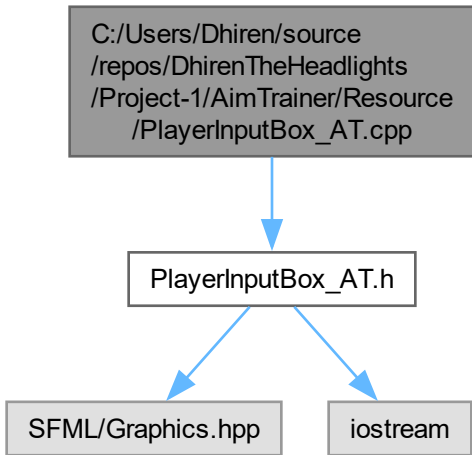 C:/Users/Dhiren/source
/repos/DhirenTheHeadlights
/Project-1/AimTrainer/Resource
/PlayerInputBox_AT.cpp
PlayerInputBox_AT.h
SFML/Graphics.hpp
iostream